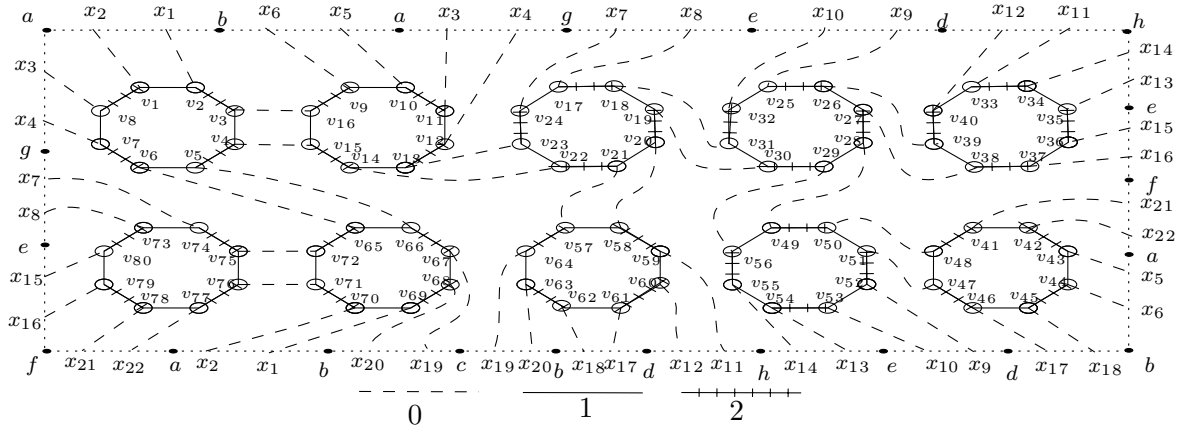 a x₂ x₁ b x₆ x₅ a x₃ x₄ g x₇ x₈ e x₁₀ x₉ d x₁₂ x₁₁ h
x₃ x₁₄
x₁₃
v₁ v₂ v₉ v₁₀ v₁₇ v₁₈ v₂₅ v₂₆ v₃₃ v₃₄
v₈ v₃ v₁₆ v₁₁ v₂₄ v₁₉ v₃₂ v₂₇ v₄₀ v₃₅ e
x₄ x₁₅
v₇ v₄ v₁₅ v₁₂ v₂₃ v₂₀ v₃₁ v₂₈ v₃₉ v₃₆
g v₆ v₅ v₁₄ v₁₃ v₂₂ v₂₁ v₃₀ v₂₉ v₃₈ v₃₇ x₁₆
x₇ f
x₈ x₂₁
v₇₃ v₇₄ v₆₅ v₆₆ v₅₇ v₅₈ v₄₉ v₅₀ v₄₁ v₄₂ x₂₂
e v₈₀ v₇₅ v₇₂ v₆₇ v₆₄ v₅₉ v₅₆ v₅₁ v₄₈ v₄₃ a
x₁₅ x₅
v₇₉ v₇₆ v₇₁ v₆₈ v₆₃ v₆₀ v₅₅ v₅₂ v₄₇ v₄₄
v₇₈ v₇₇ v₇₀ v₆₉ v₆₂ v₆₁ v₅₄ v₅₃ v₄₆ v₄₅ x₆
x₁₆
f x₂₁ x₂₂ a x₂ x₁ b x₂₀ x₁₉ c x₁₉ x₂₀ b x₁₈ x₁₇ d x₁₂ x₁₁ h x₁₄ x₁₃ e x₁₀ x₉ d x₁₇ x₁₈ b
0 1 2